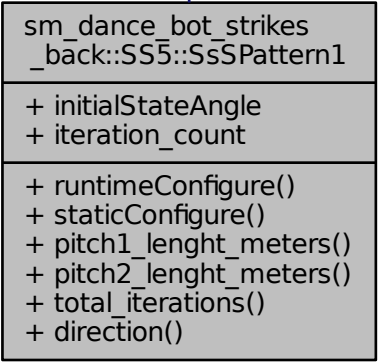 sm_dance_bot_strikes
_back::SS5::SsSPattern1
+ initialStateAngle
+ iteration_count
+ runtimeConfigure()
+ staticConfigure()
+ pitch1_lenght_meters()
+ pitch2_lenght_meters()
+ total_iterations()
+ direction()